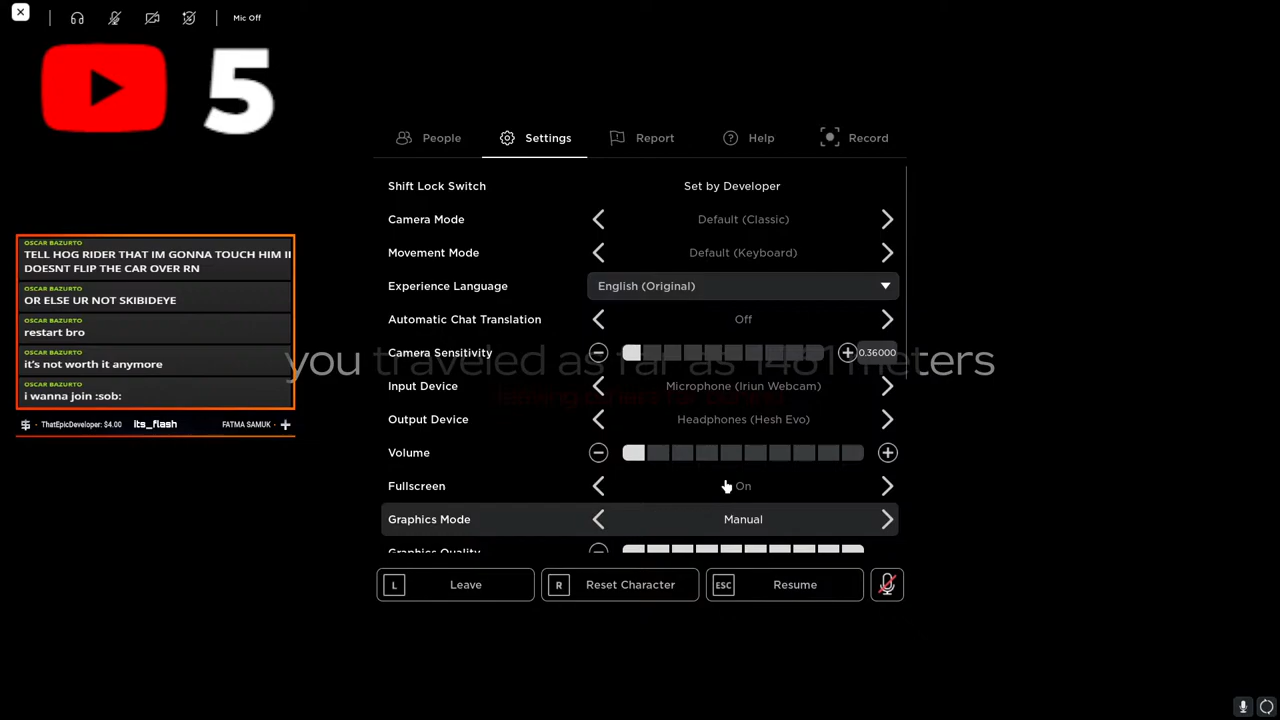 Mic Off
5
People
Settings
Report
Help
Record
Shift Lock Switch
Set by Developer
Camera Mode
Default (Classic)
Movement Mode
Default (Keyboard)
Experience Language
English (Original)
Automatic Chat Translation
Off
Camera Sensitivity
0.36000
you traveled as far as 1481 meters
Input Device
Microphone (Iriun Webcam)
Output Device
Headphones (Hesh Evo)
Volume
Fullscreen
On
Graphics Mode
Manual
Graphics Quality
L
Leave
R
Reset Character
ESC
Resume
OSCAR BAZURTO
TELL HOG RIDER THAT IM GONNA TOUCH HIM I
DOESNT FLIP THE CAR OVER RN
OSCAR BAZURTO
OR ELSE UR NOT SKIBIDEYE
OSCAR BAZURTO
restart bro
OSCAR BAZURTO
it's not worth it anymore
OSCAR BAZURTO
i wanna join :sob:
ThatEpicDeveloper: $4.00
its_flash
FATMA SAMUK